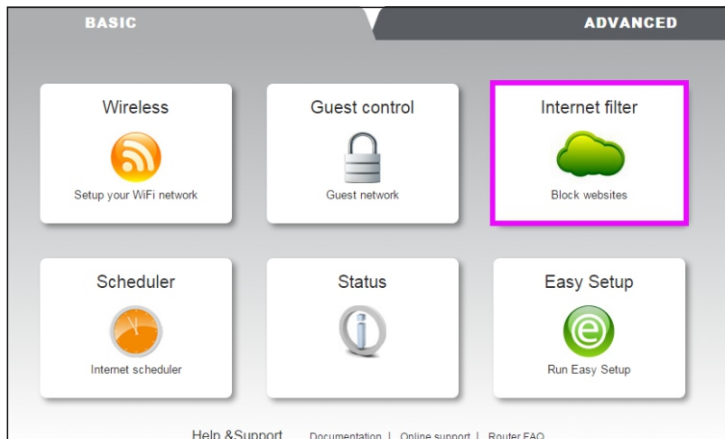 BASIC
ADVANCED
Wireless
Setup your WiFi network
Guest control
Guest network
Internet filter
Block websites
Scheduler
Internet scheduler
Status
Easy Setup
Run Easy Setup
Help &Support Documentation | Online support | Router FAQ